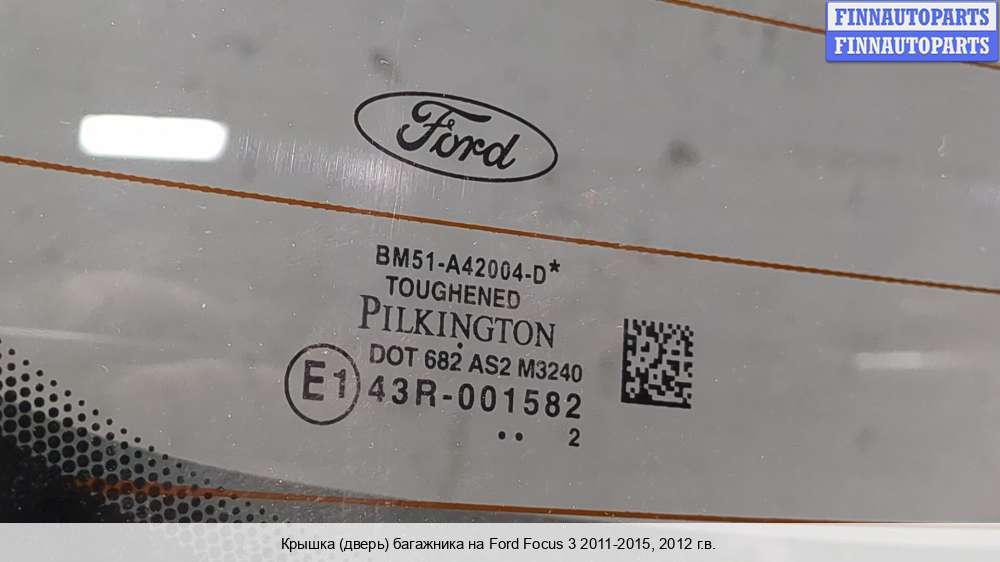 FINNAUTOPARTS
FINNAUTOPARTS
Ford
BM51-A42004-D*
TOUGHENED
PILKINGTON
DOT 682 AS2 M3240
E1 43R-001582
.. 2
Крышка (дверь) багажника на Ford Focus 3 2011-2015, 2012 г.в.